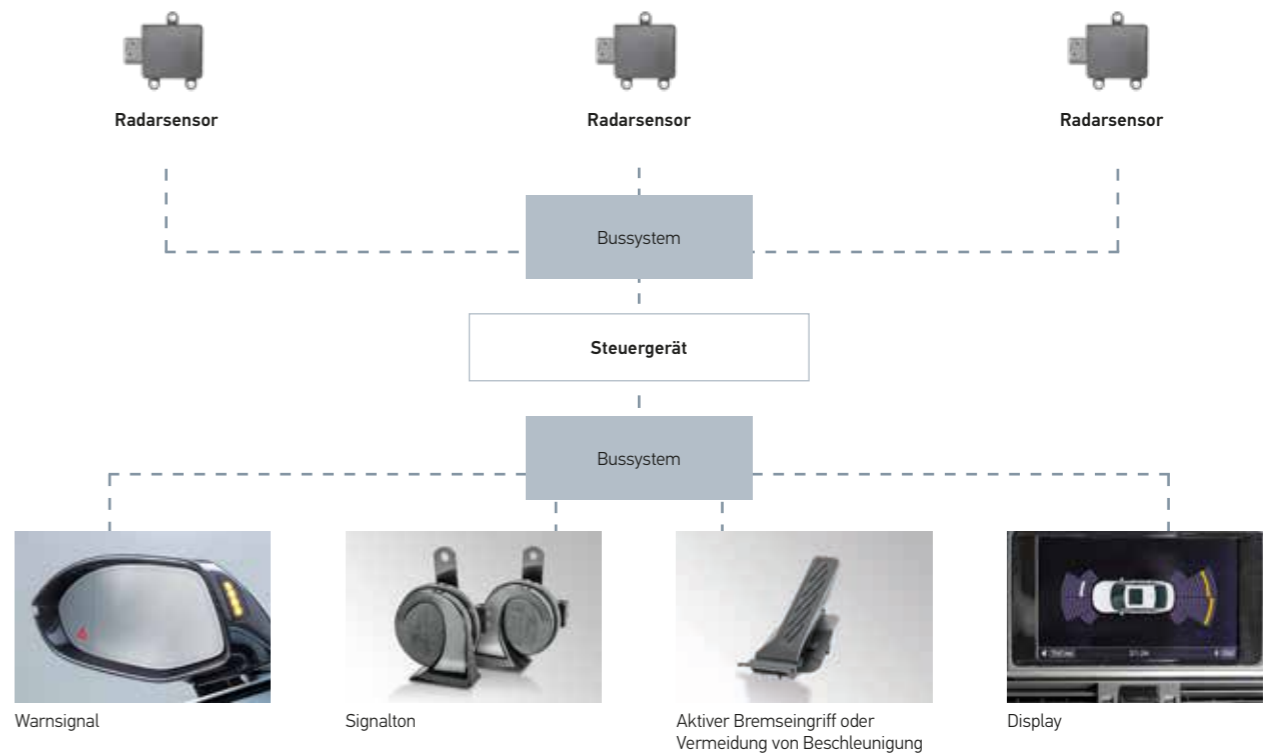 Radarsensor
Radarsensor
Radarsensor
Bussystem
Steuergerät
Bussystem
Warnsignal
Signalton
Aktiver Bremseingriff oder
Vermeidung von Beschleunigung
Display